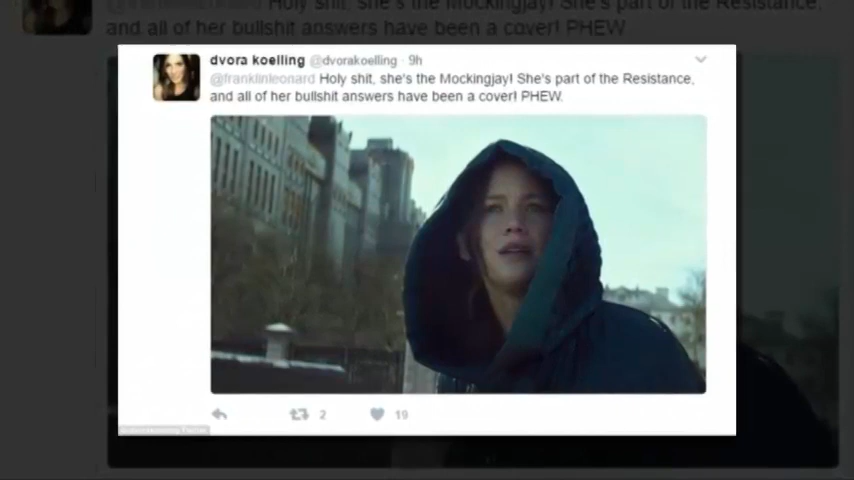 Holy shit, she's the Mockingjay! She's part of the Resistance,
and all of her bullshit answers have been a cover! PHEW
dvora koelling @dvorakoelling · 9h
@franklinleonard Holy shit, she's the Mockingjay! She's part of the Resistance,
and all of her bullshit answers have been a cover! PHEW.
2 19